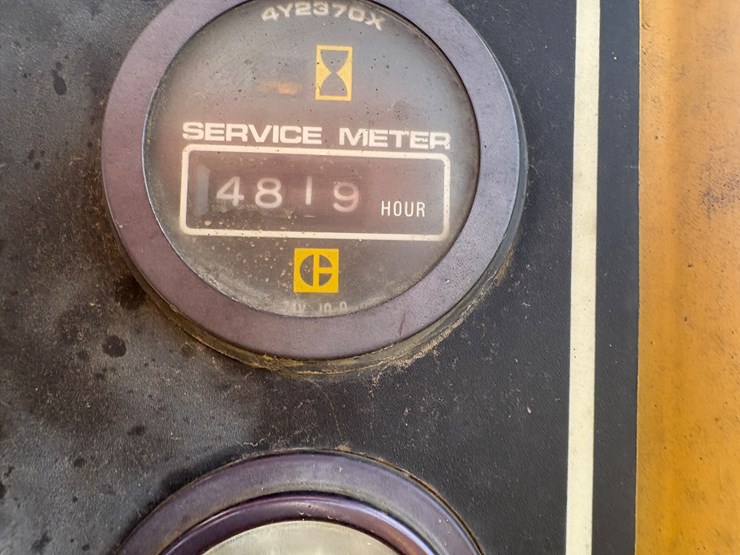 4Y2370X
SERVICE METER
4819 HOUR